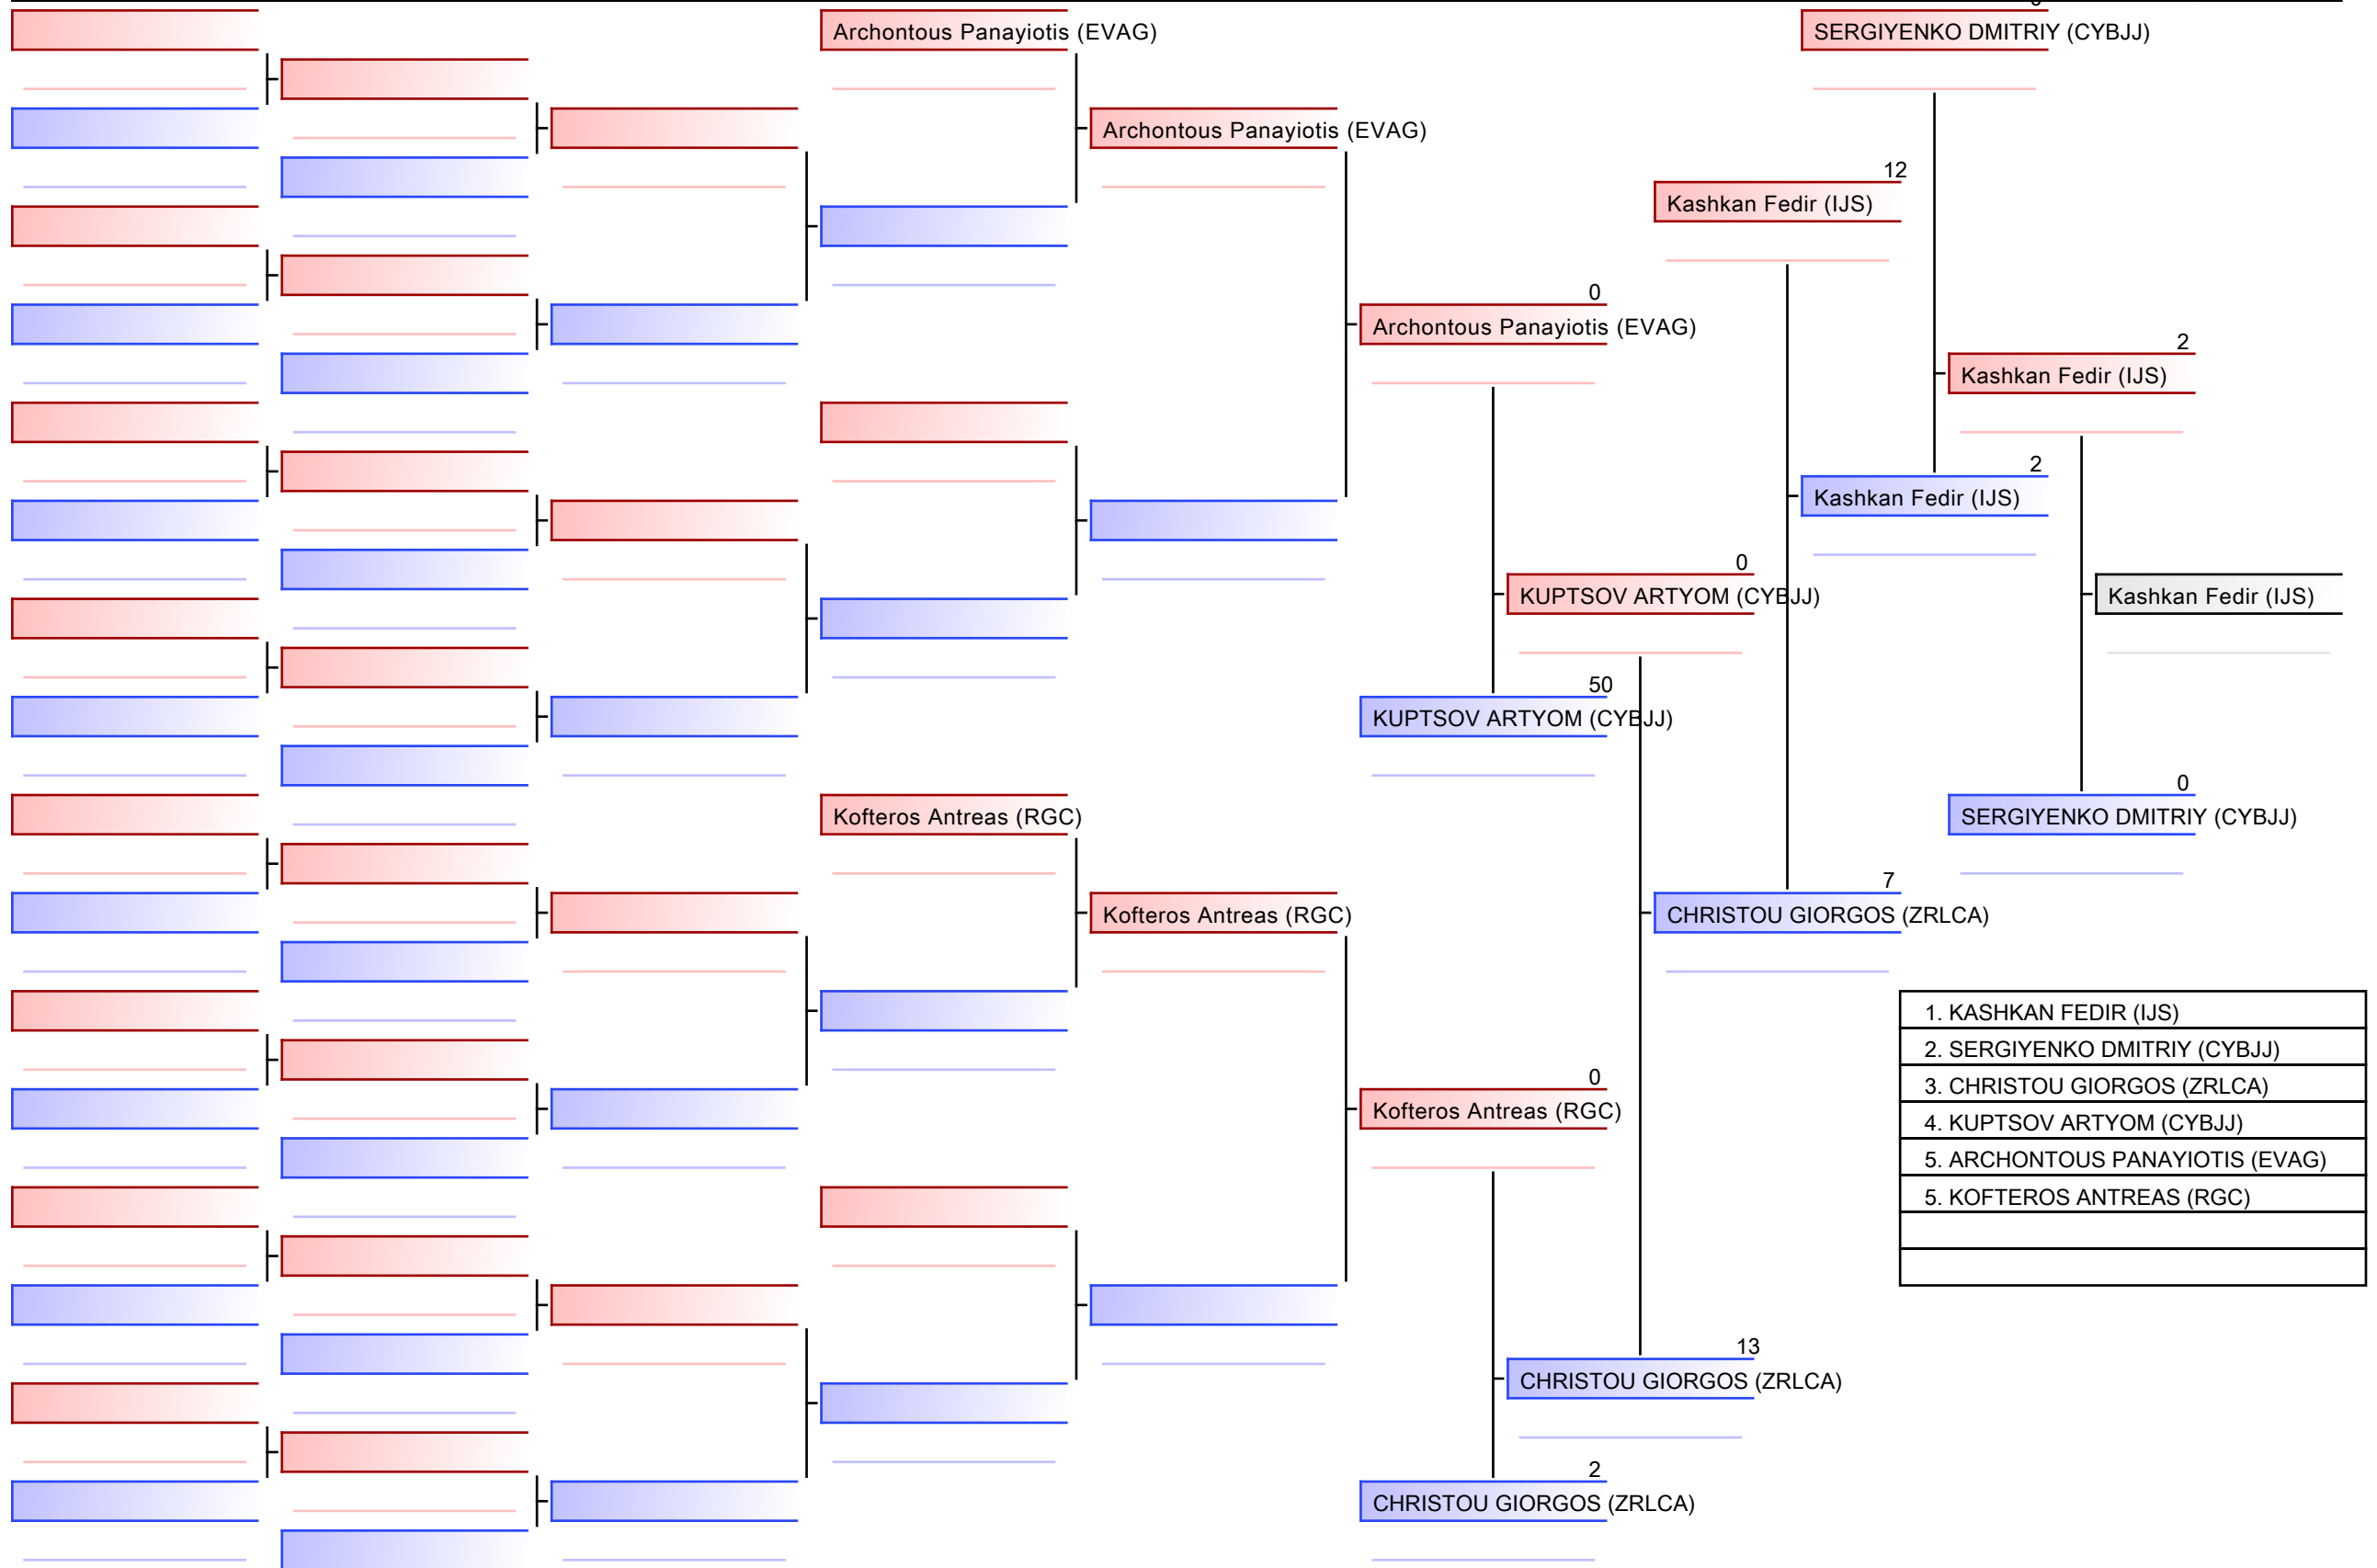 Archontous Panayiotis (EVAG)
SERGIYENKO DMITRIY (CYBJJ)
Archontous Panayiotis (EVAG)
12
Kashkan Fedir (IJS)
0
Archontous Panayiotis (EVAG)
2
Kashkan Fedir (IJS)
2
Kashkan Fedir (IJS)
0
KUPTSOV ARTYOM (CYBJJ)
Kashkan Fedir (IJS)
50
KUPTSOV ARTYOM (CYBJJ)
0
Kofteros Antreas (RGC)
SERGIYENKO DMITRIY (CYBJJ)
7
Kofteros Antreas (RGC)
CHRISTOU GIORGOS (ZRLCA)
1. KASHKAN FEDIR (IJS)
2. SERGIYENKO DMITRIY (CYBJJ)
3. CHRISTOU GIORGOS (ZRLCA)
4. KUPTSOV ARTYOM (CYBJJ)
5. ARCHONTOUS PANAYIOTIS (EVAG)
5. KOFTEROS ANTREAS (RGC)
0
Kofteros Antreas (RGC)
13
CHRISTOU GIORGOS (ZRLCA)
2
CHRISTOU GIORGOS (ZRLCA)